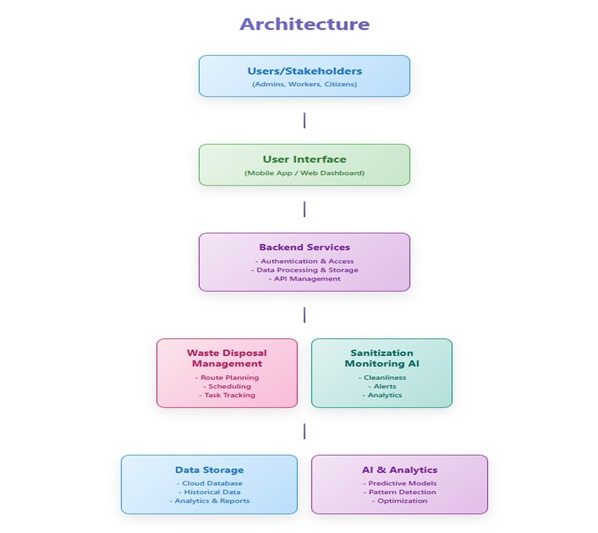 Architecture
Users/Stakeholders
(Admins, Workers, Citizens)
User Interface
(Mobile App / Web Dashboard)
Backend Services
- Authentication & Access
- Data Processing & Storage
- API Management
Waste Disposal
Management
- Route Planning
- Scheduling
- Task Tracking
Sanitization
Monitoring AI
- Cleanliness
- Alerts
- Analytics
Data Storage
- Cloud Database
- Historical Data
- Analytics & Reports
AI & Analytics
- Predictive Models
- Pattern Detection
- Optimization